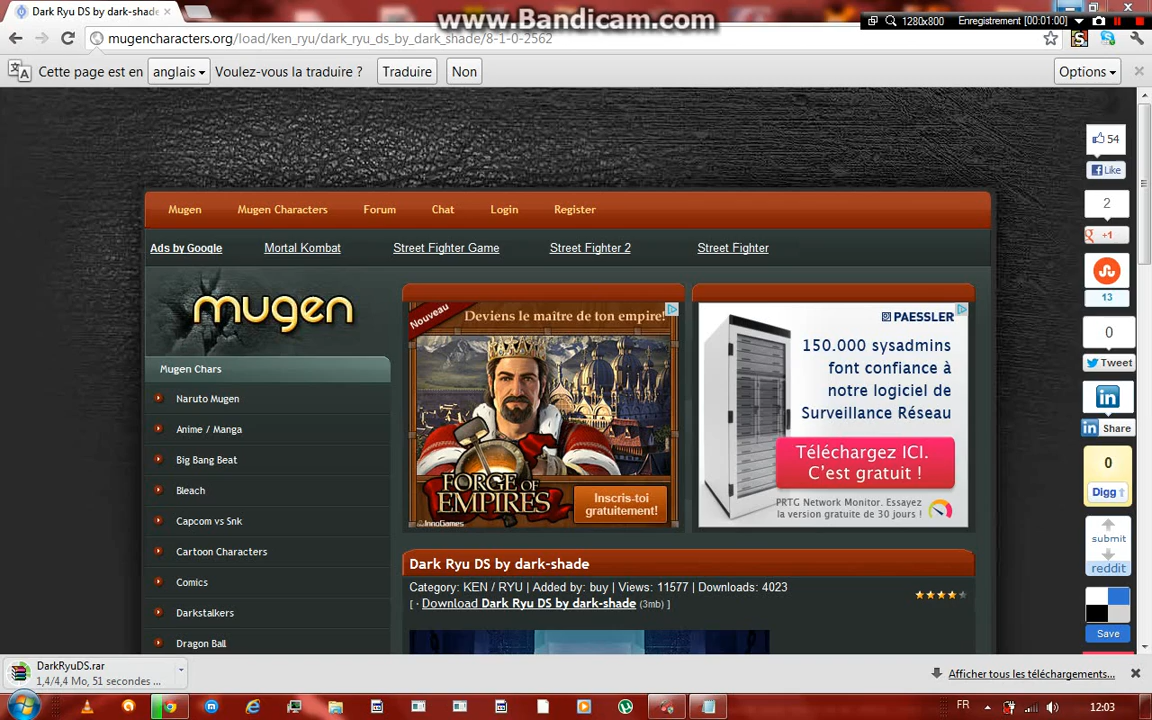 Dark Ryu DS by dark-shade
www.Bandicam.com
1280x800
Enregistrement (00:01:00)
mugencharacters.org/load/ken_ryu/dark_ryu_ds_by_dark_shade/8-1-0-2562
Cette page est en
anglais
Voulez-vous la traduire ?
Traduire
Non
Options
54
Like
2
+1
13
0
Tweet
Share
0
Digg
submit
reddit
Save
Mugen
Mugen Characters
Forum
Chat
Login
Register
Ads by Google
Mortal Kombat
Street Fighter Game
Street Fighter 2
Street Fighter
mugen
Mugen Chars
Naruto Mugen
Anime / Manga
Big Bang Beat
Bleach
Capcom vs Snk
Cartoon Characters
Comics
Darkstalkers
Dragon Ball
Nouveau
Deviens le maître de ton empire!
FORGE OF
EMPIRES
Inscris-toi
gratuitement!
InnoGames
PAESSLER
150.000 sysadmins
font confiance à
notre logiciel de
Surveillance Réseau
Téléchargez ICI.
C'est gratuit !
PRTG Network Monitor. Essayez
la version gratuite de 30 jours !
Dark Ryu DS by dark-shade
Category: KEN / RYU | Added by: buy | Views: 11577 | Downloads: 4023
[ · Download Dark Ryu DS by dark-shade (3mb) ]
DarkRyuDS.rar
1,4/4,4 Mo, 51 secondes ...
Afficher tous les téléchargements...
FR
12:03